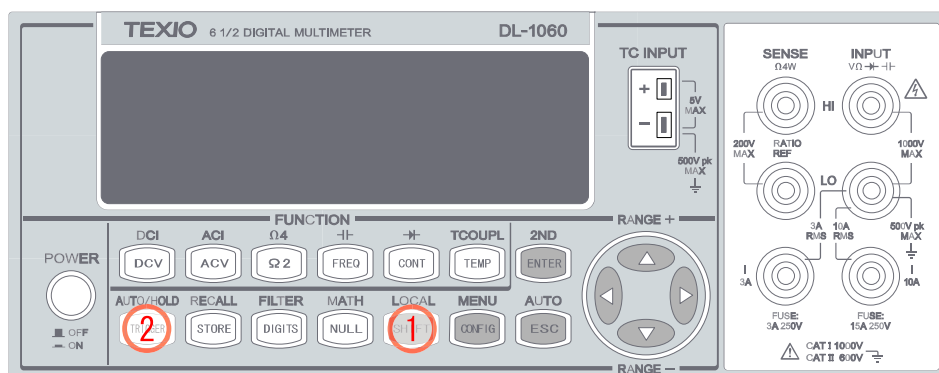 TEXIO 6 1/2 DIGITAL MULTIMETER DL-1060
TC INPUT
+
−
5V
MAX
500V pk
MAX
SENSE
Ω4W
INPUT
VΩ
HI
200V
MAX
RATIO
REF
1000V
MAX
LO
3A
RMS
10A
RMS
500V pk
MAX
I
3A
I
10A
FUSE:
3A 250V
FUSE:
15A 250V
CAT I 1000V
CAT II 600V
FUNCTION
RANGE +
DCI ACI Ω4 TCOUPL 2ND
POWER
DCV ACV Ω2 FREQ CONT TEMP ENTER
AUTO/HOLD RECALL FILTER MATH LOCAL MENU AUTO
TRIGGER 2 STORE DIGITS NULL SHIFT 1 CONFIG ESC
OFF
ON
RANGE −